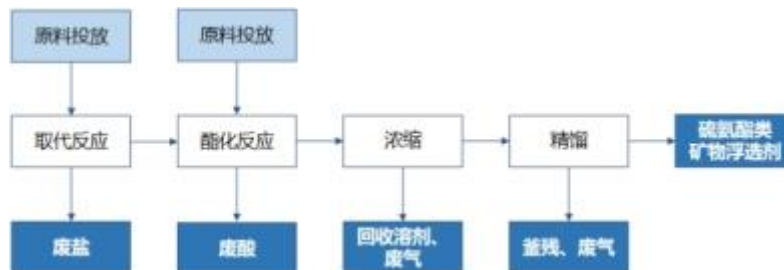 原料投放
原料投放
取代反应
酯化反应
浓缩
精馏
硫氨酯类
矿物浮选剂
废盐
废酸
回收溶剂、
废气
釜残、废气